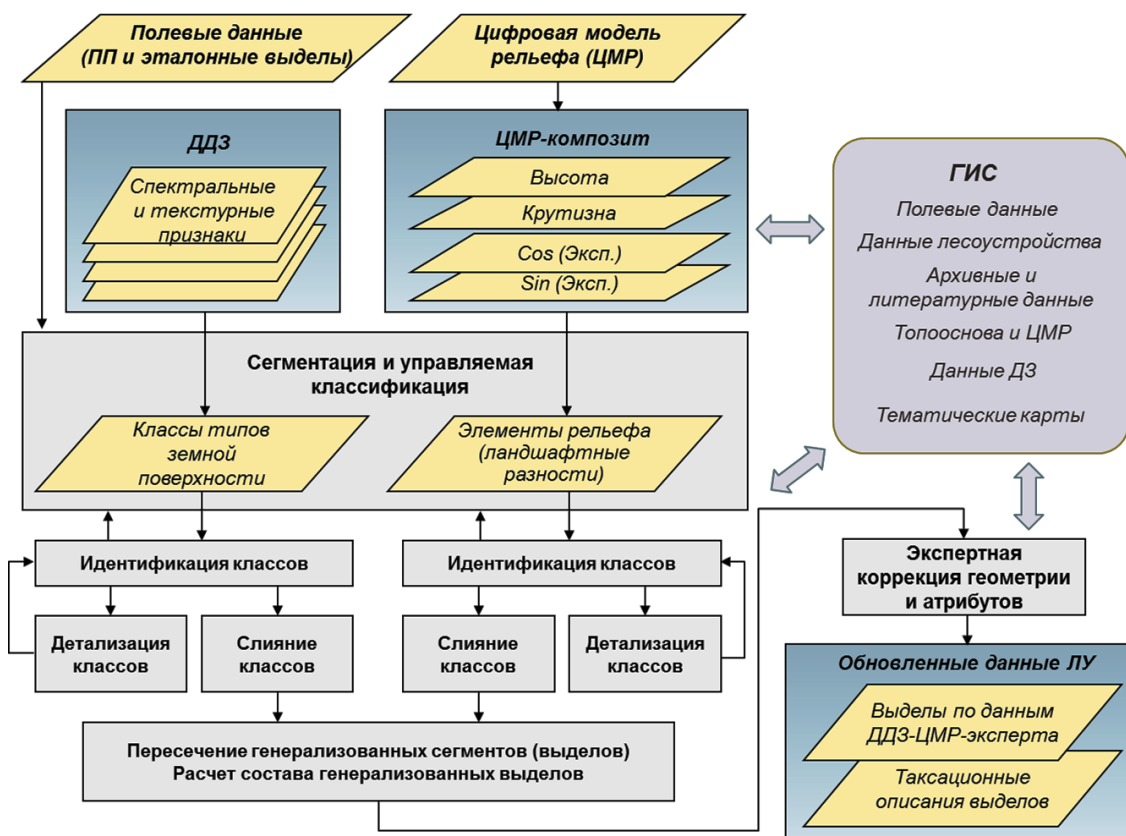 Полевые данные
(ПП и эталонные выделы)
Цифровая модель
рельефа (ЦМР)
ДДЗ
Спектральные
и текстурные
признаки
ЦМР-композит
Высота
Крутизна
Cos (Эксп.)
Sin (Эксп.)
ГИС
Полевые данные
Данные лесоустройства
Архивные и
литературные данные
Топооснова и ЦМР
Данные ДЗ
Тематические карты
Сегментация и управляемая
классификация
Классы типов
земной
поверхности
Элементы рельефа
(ландшафтные
разности)
Идентификация классов
Идентификация классов
Детализация
классов
Слияние
классов
Слияние
классов
Детализация
классов
Пересечение генерализованных сегментов (выделов)
Расчет состава генерализованных выделов
Экспертная
коррекция геометрии
и атрибутов
Обновленные данные ЛУ
Выделы по данным
ДДЗ-ЦМР-эксперта
Таксационные
описания выделов